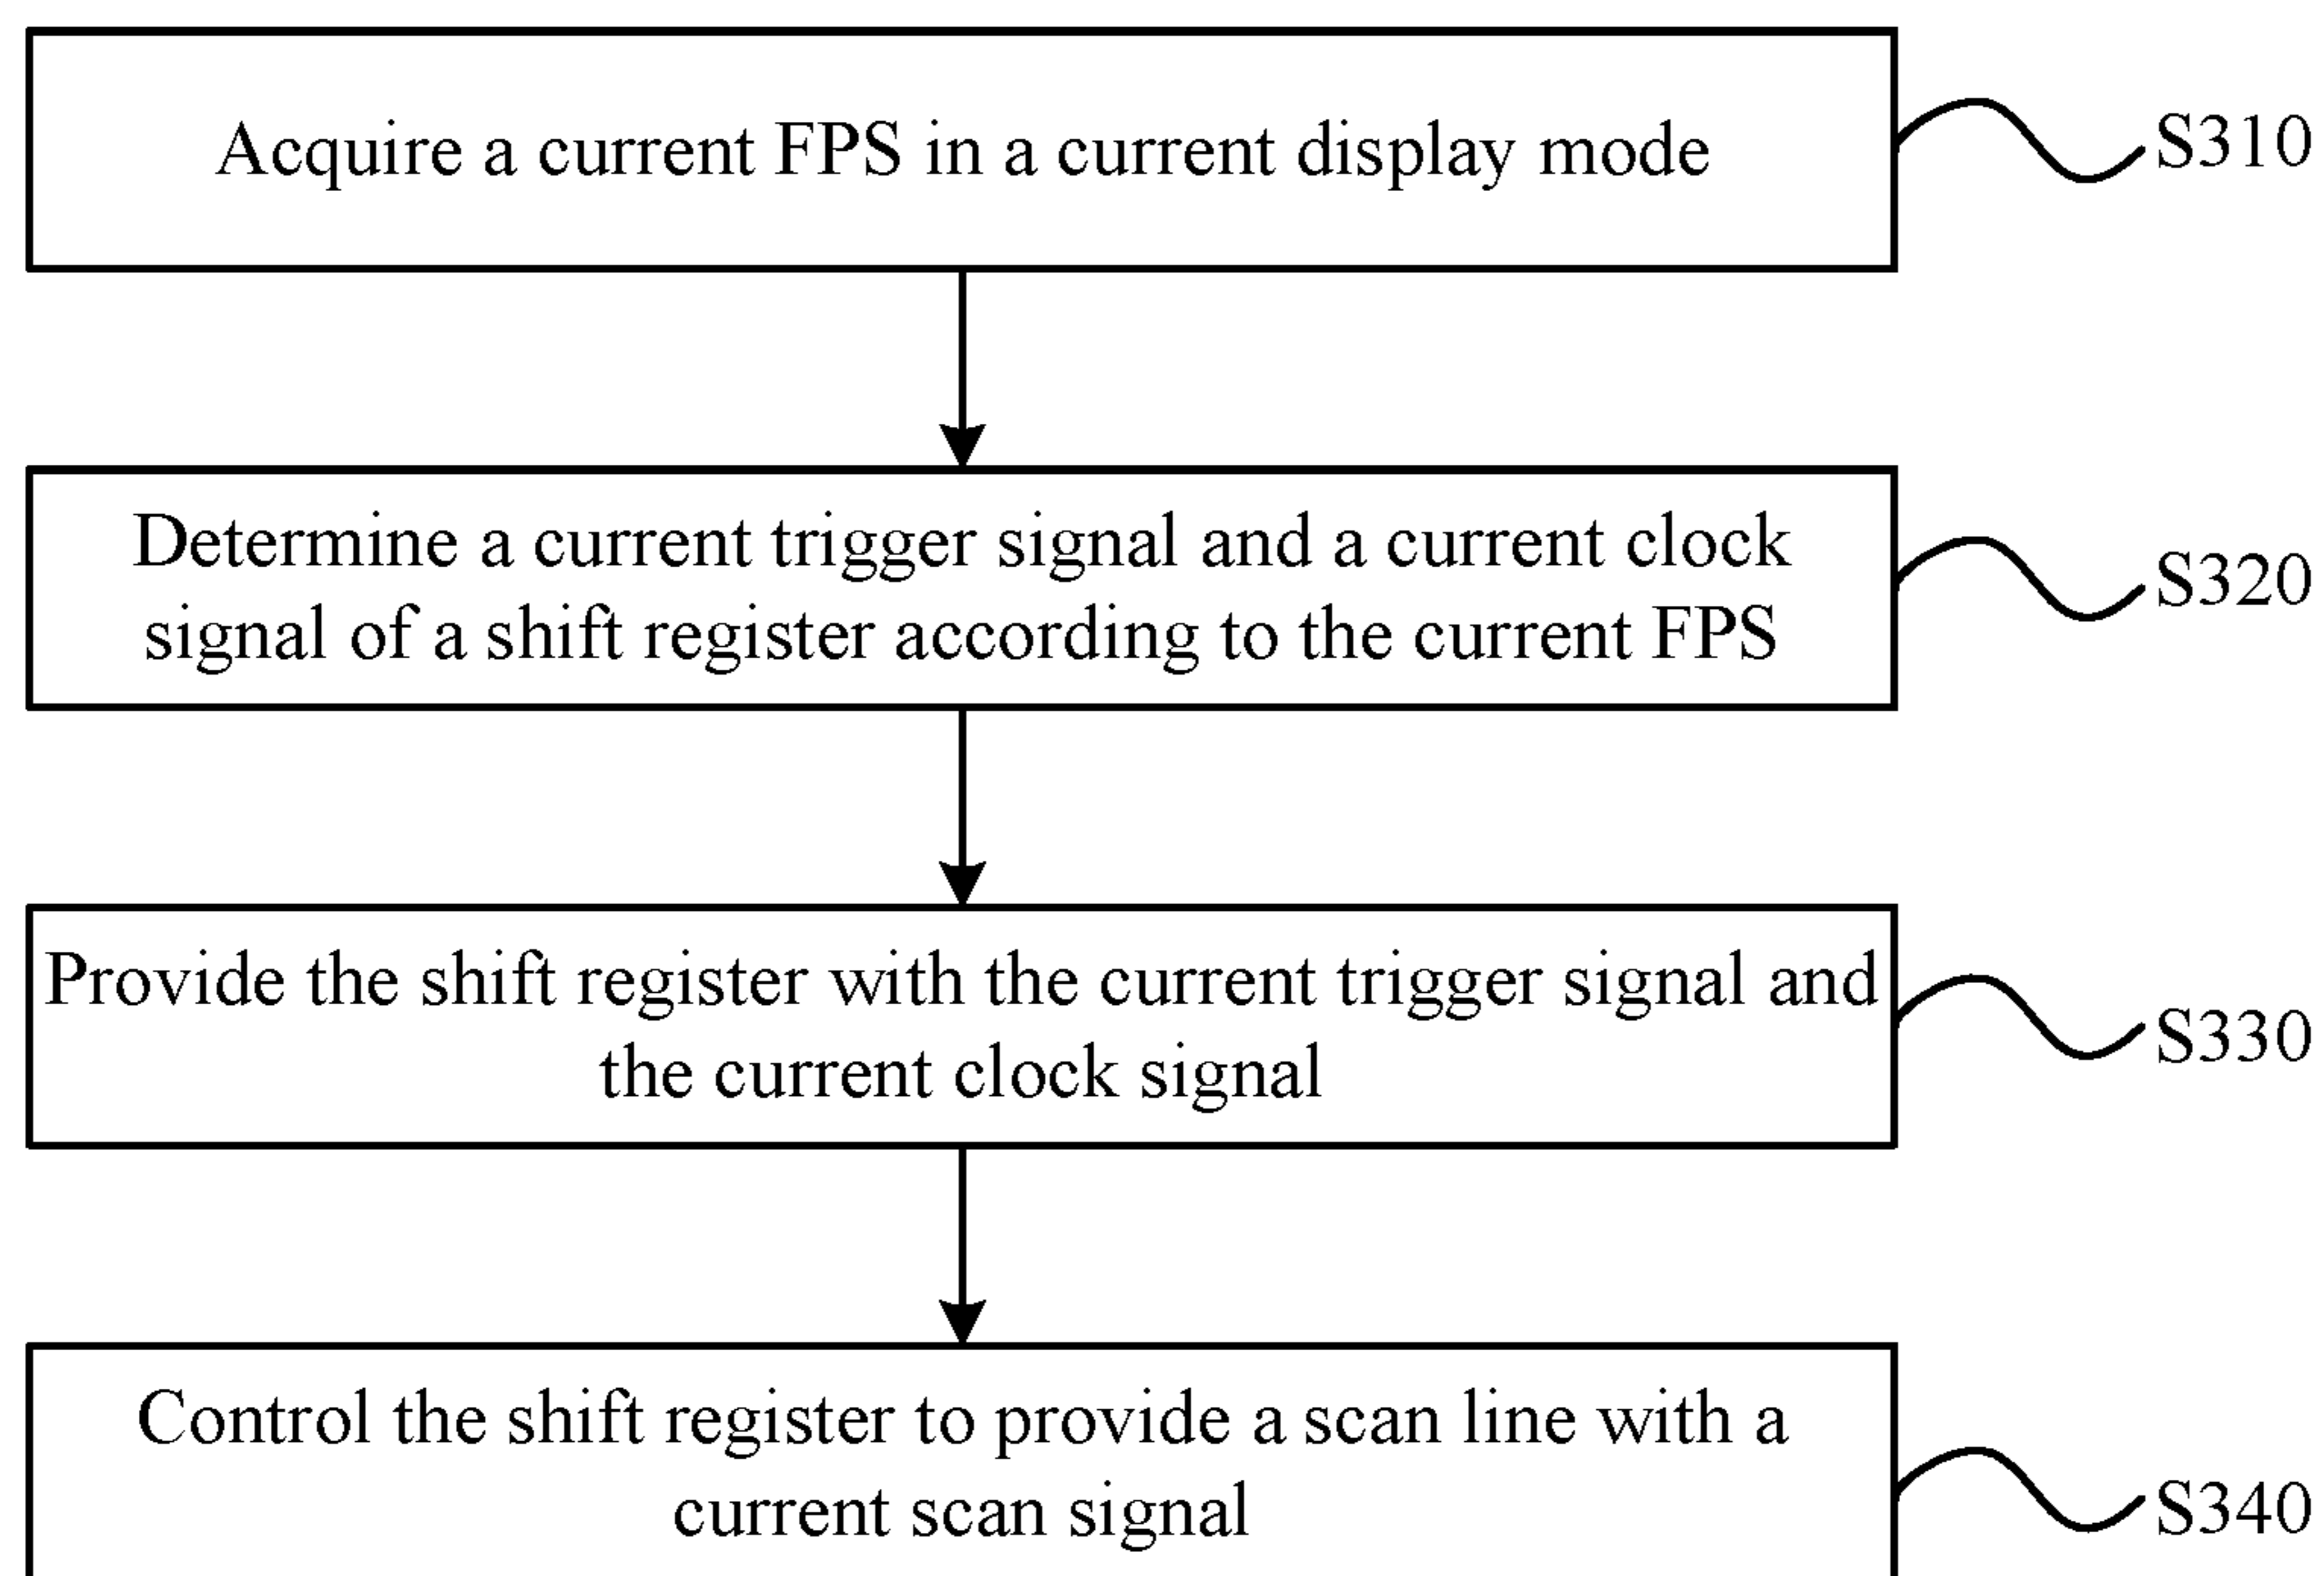 Acquire a current FPS in a current display mode
S310
Determine a current trigger signal and a current clock
signal of a shift register according to the current FPS
S320
Provide the shift register with the current trigger signal and
the current clock signal
S330
Control the shift register to provide a scan line with a
current scan signal
S340